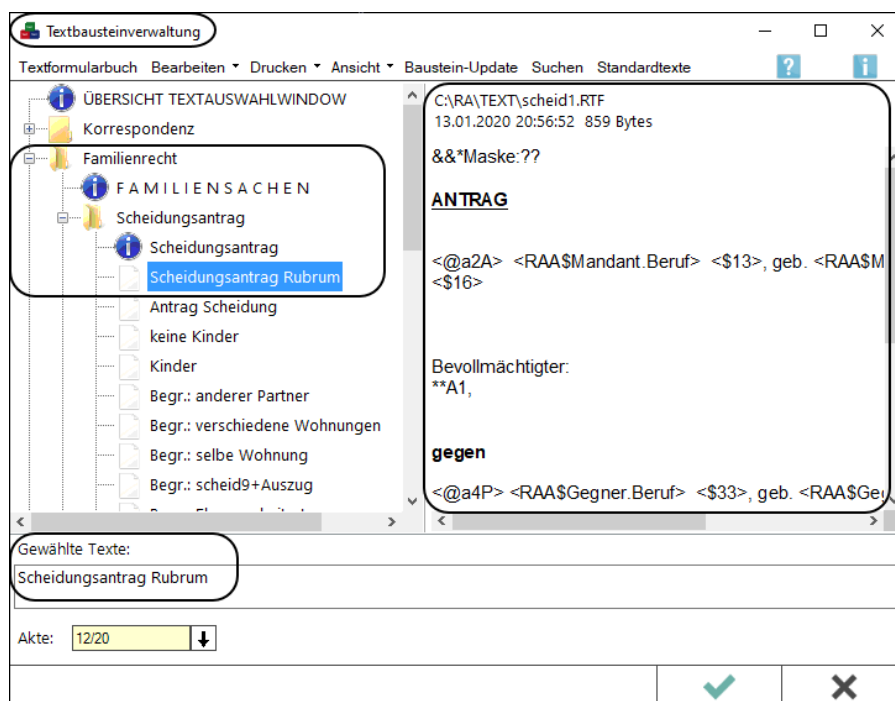 Textbausteinverwaltung
Textformularbuch Bearbeiten Drucken Ansicht Baustein-Update Suchen Standardtexte ? i
ÜBERSICHT TEXTAUSWAHLWINDOW
Korrespondenz
Familienrecht
F A M I L I E N S A C H E N
Scheidungsantrag
Scheidungsantrag
Scheidungsantrag Rubrum
Antrag Scheidung
keine Kinder
Kinder
Begr.: anderer Partner
Begr.: verschiedene Wohnungen
Begr.: selbe Wohnung
Begr.: scheid9+Auszug
C:\RA\TEXT\scheid1.RTF
13.01.2020 20:56:52 859 Bytes
&&*Maske:??
ANTRAG
<@a2A> <RAA$Mandant.Beruf> <$13>, geb. <RAA$M
<$16>
Bevollmächtigter:
**A1,
gegen
<@a4P> <RAA$Gegner.Beruf> <$33>, geb. <RAA$Ge
Gewählte Texte:
Scheidungsantrag Rubrum
Akte: 12/20